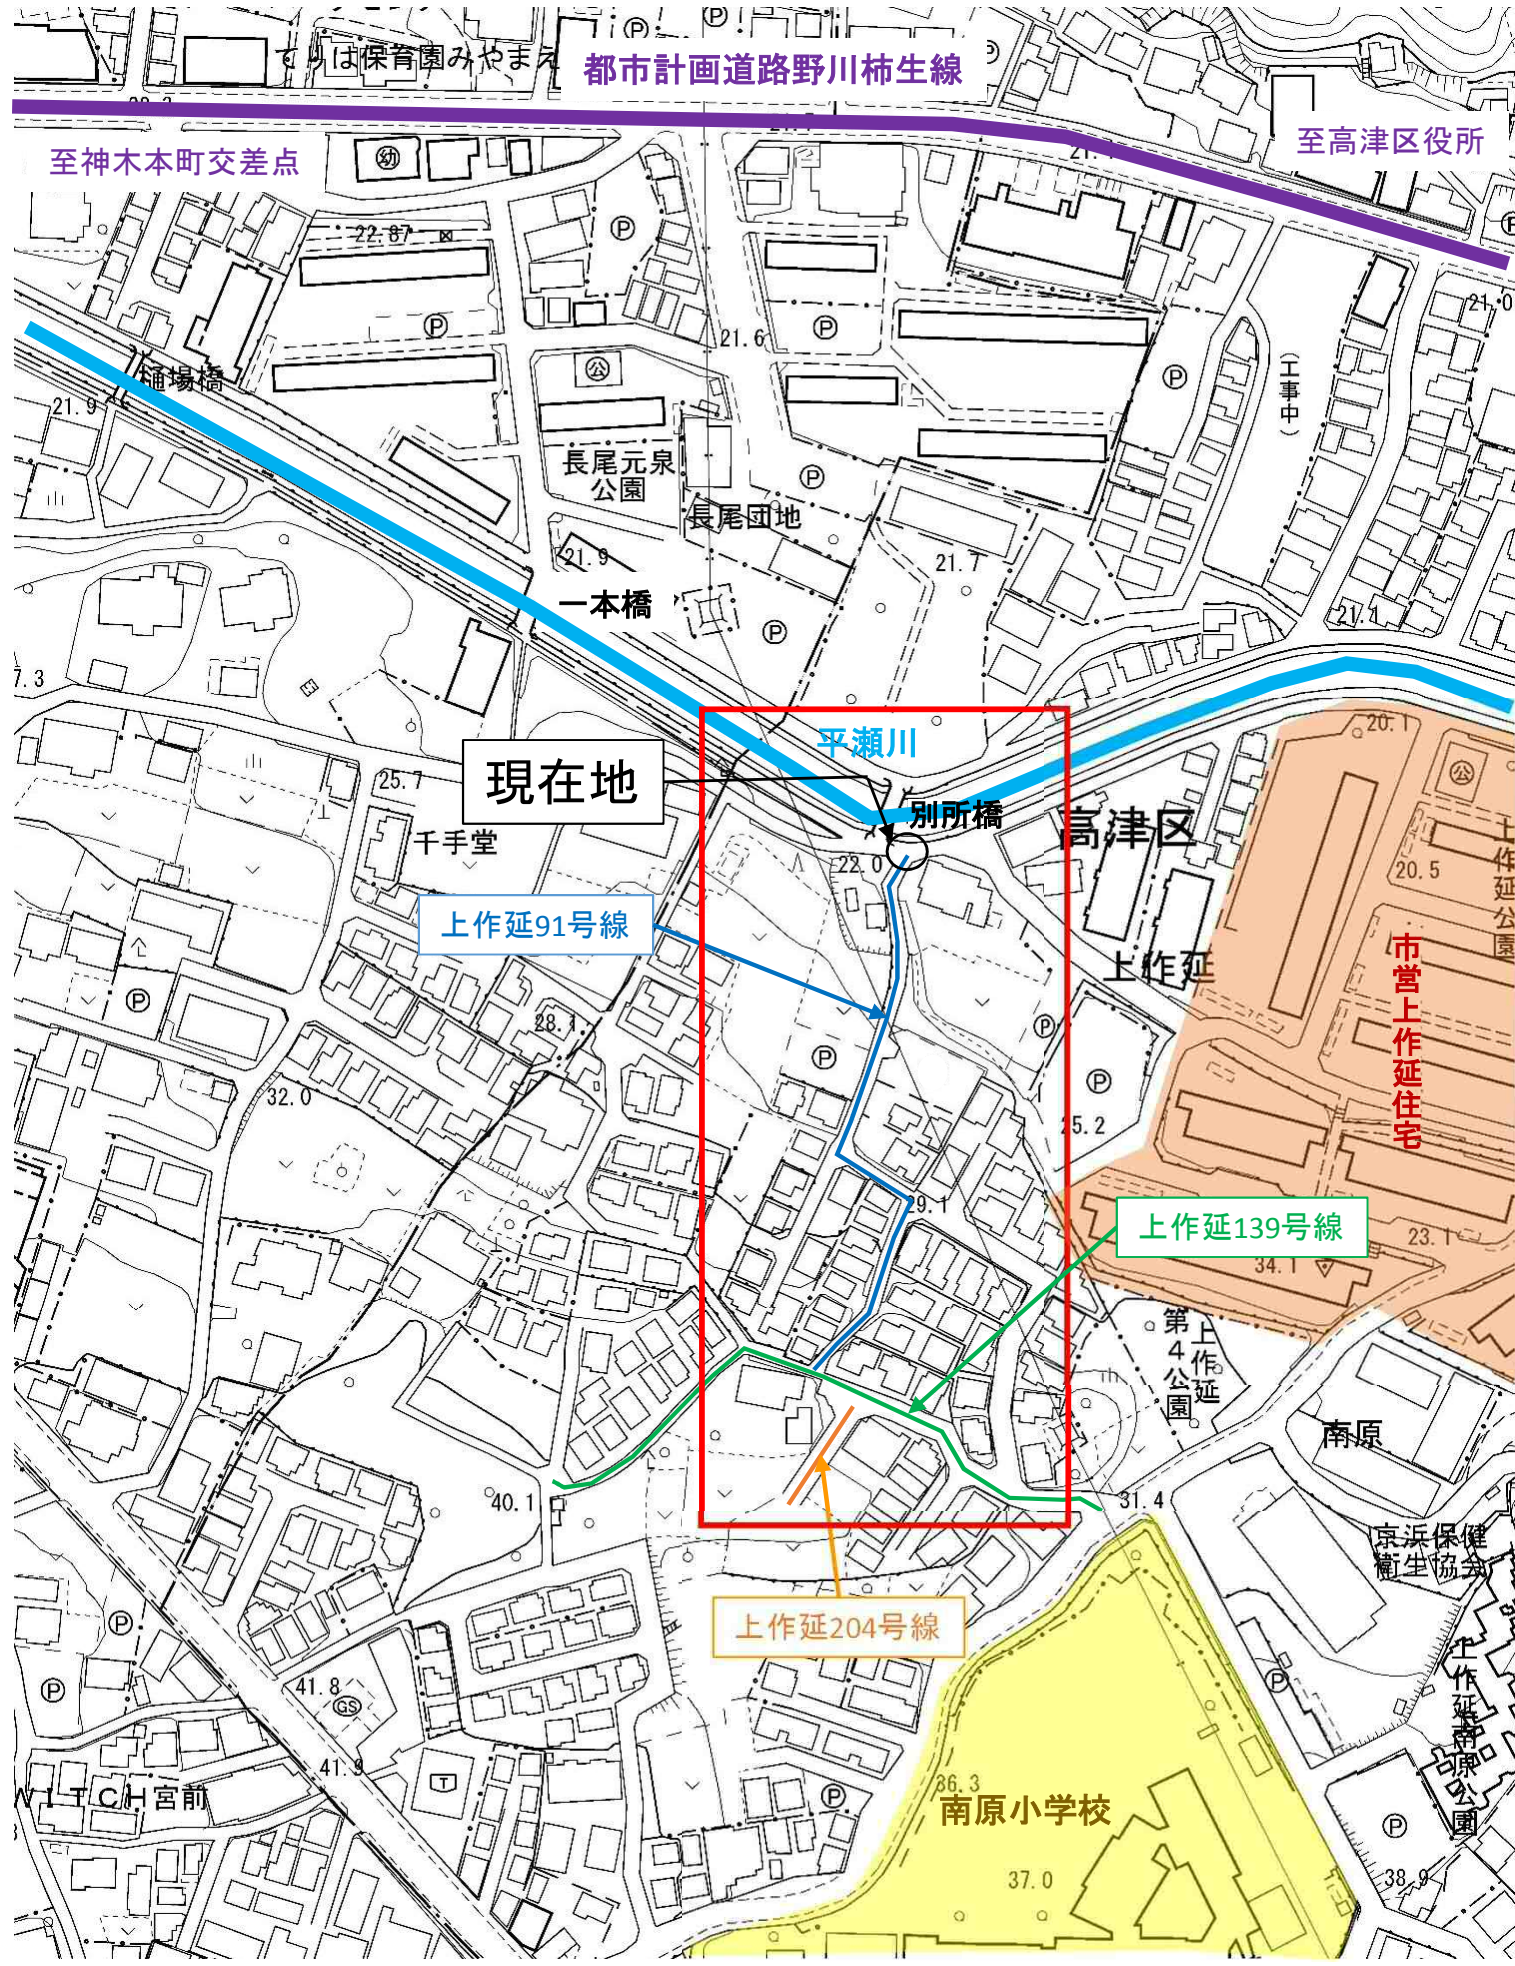 てりは保育園みやまえ
都市計画道路野川柿生線
至神木本町交差点
至高津区役所
幼
22.87
21.0
21.6
樋場橋
21.9
公
(工事中)
長尾元泉
公園
長尾団地
21.9
21.7
一本橋
21.1
7.3
20.1
平瀬川
現在地
25.7
公
別所橋
高津区
千手堂
22.0
20.5
上作延公園
上作延91号線
市営上作延住宅
上作延
28.1
32.0
25.2
29.1
上作延139号線
23.1
34.1
上作延
第4公園
南原
40.1
31.4
京浜保健
衛生協会
上作延204号線
上作延南原公園
41.8
GS
41.9
T
36.3
南原小学校
37.0
38.9
WITCH宮前
P